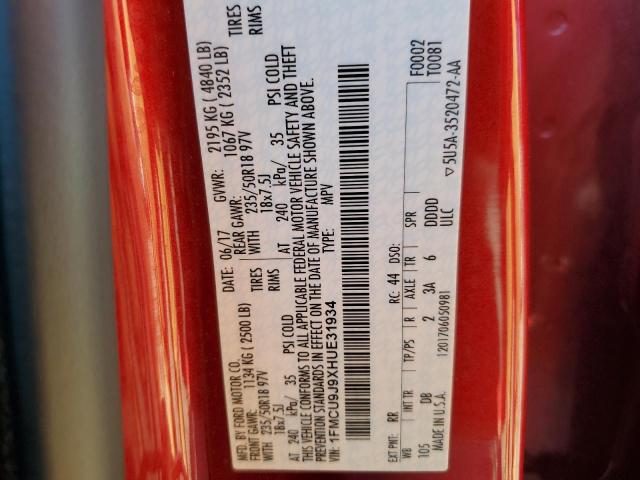 MFD. BY FORD MOTOR CO.
DATE: 06/17 GVWR: 2195 KG ( 4840 LB)
FRONT GAWR: 1134 KG ( 2500 LB) REAR GAWR: 1067 KG ( 2352 LB)
WITH 235/50R18 97V TIRES WITH 235/50R18 97V TIRES
18x7.5J RIMS 18x7.5J RIMS
AT 240 kPa/ 35 PSI COLD AT 240 kPa/ 35 PSI COLD
THIS VEHICLE CONFORMS TO ALL APPLICABLE FEDERAL MOTOR VEHICLE SAFETY AND THEFT
PREVENTION STANDARDS IN EFFECT ON THE DATE OF MANUFACTURE SHOWN ABOVE.
VIN: 1FMCU9J9XHUE31934 TYPE: MPV
F0002
T0081
EXT PNT: RR RC: 44 DSO:
WB INT TR TP/PS R AXLE TR SPR
105 DB 2 3A 6 DDDD
ULC
1201706050981
▽5U5A-3520472-AA